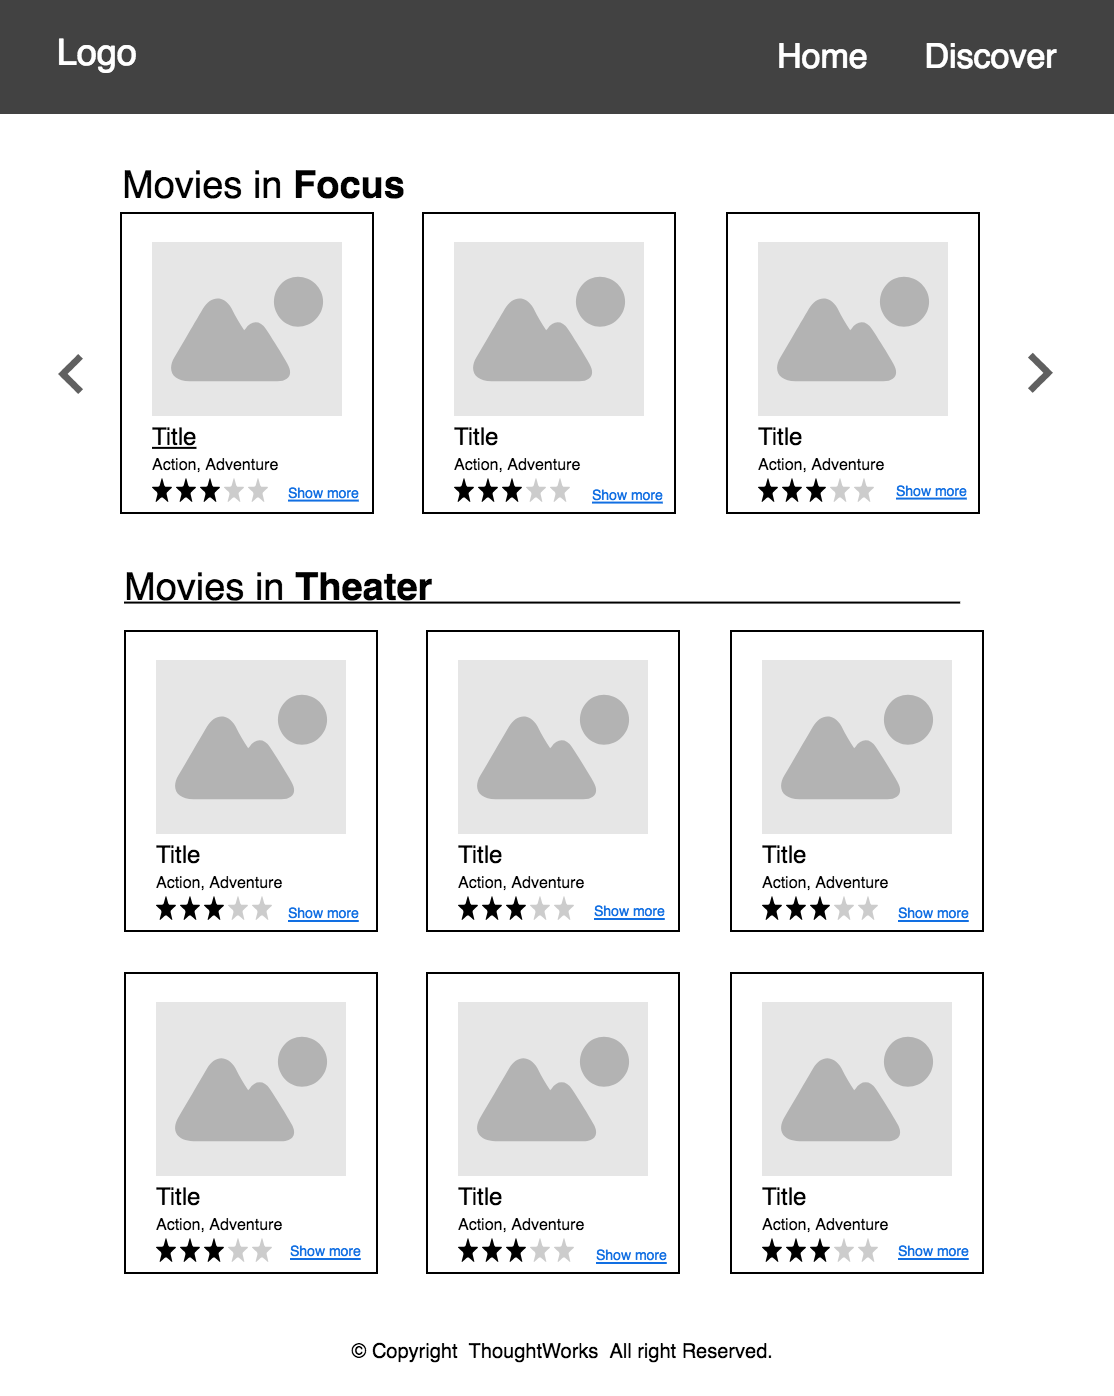 Logo
Home Discover
Movies in Focus
Title Title Title
Action, Adventure Action, Adventure Action, Adventure
Show more Show more Show more
Movies in Theater
Title Title Title
Action, Adventure Action, Adventure Action, Adventure
Show more Show more Show more
Title Title Title
Action, Adventure Action, Adventure Action, Adventure
Show more Show more Show more
© Copyright ThoughtWorks All right Reserved.